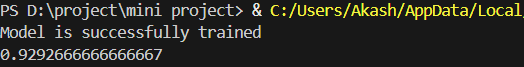 PS D:\project\mini project> & C:/Users/Akash/AppData/Local
Model is successfully trained
0.9292666666666667